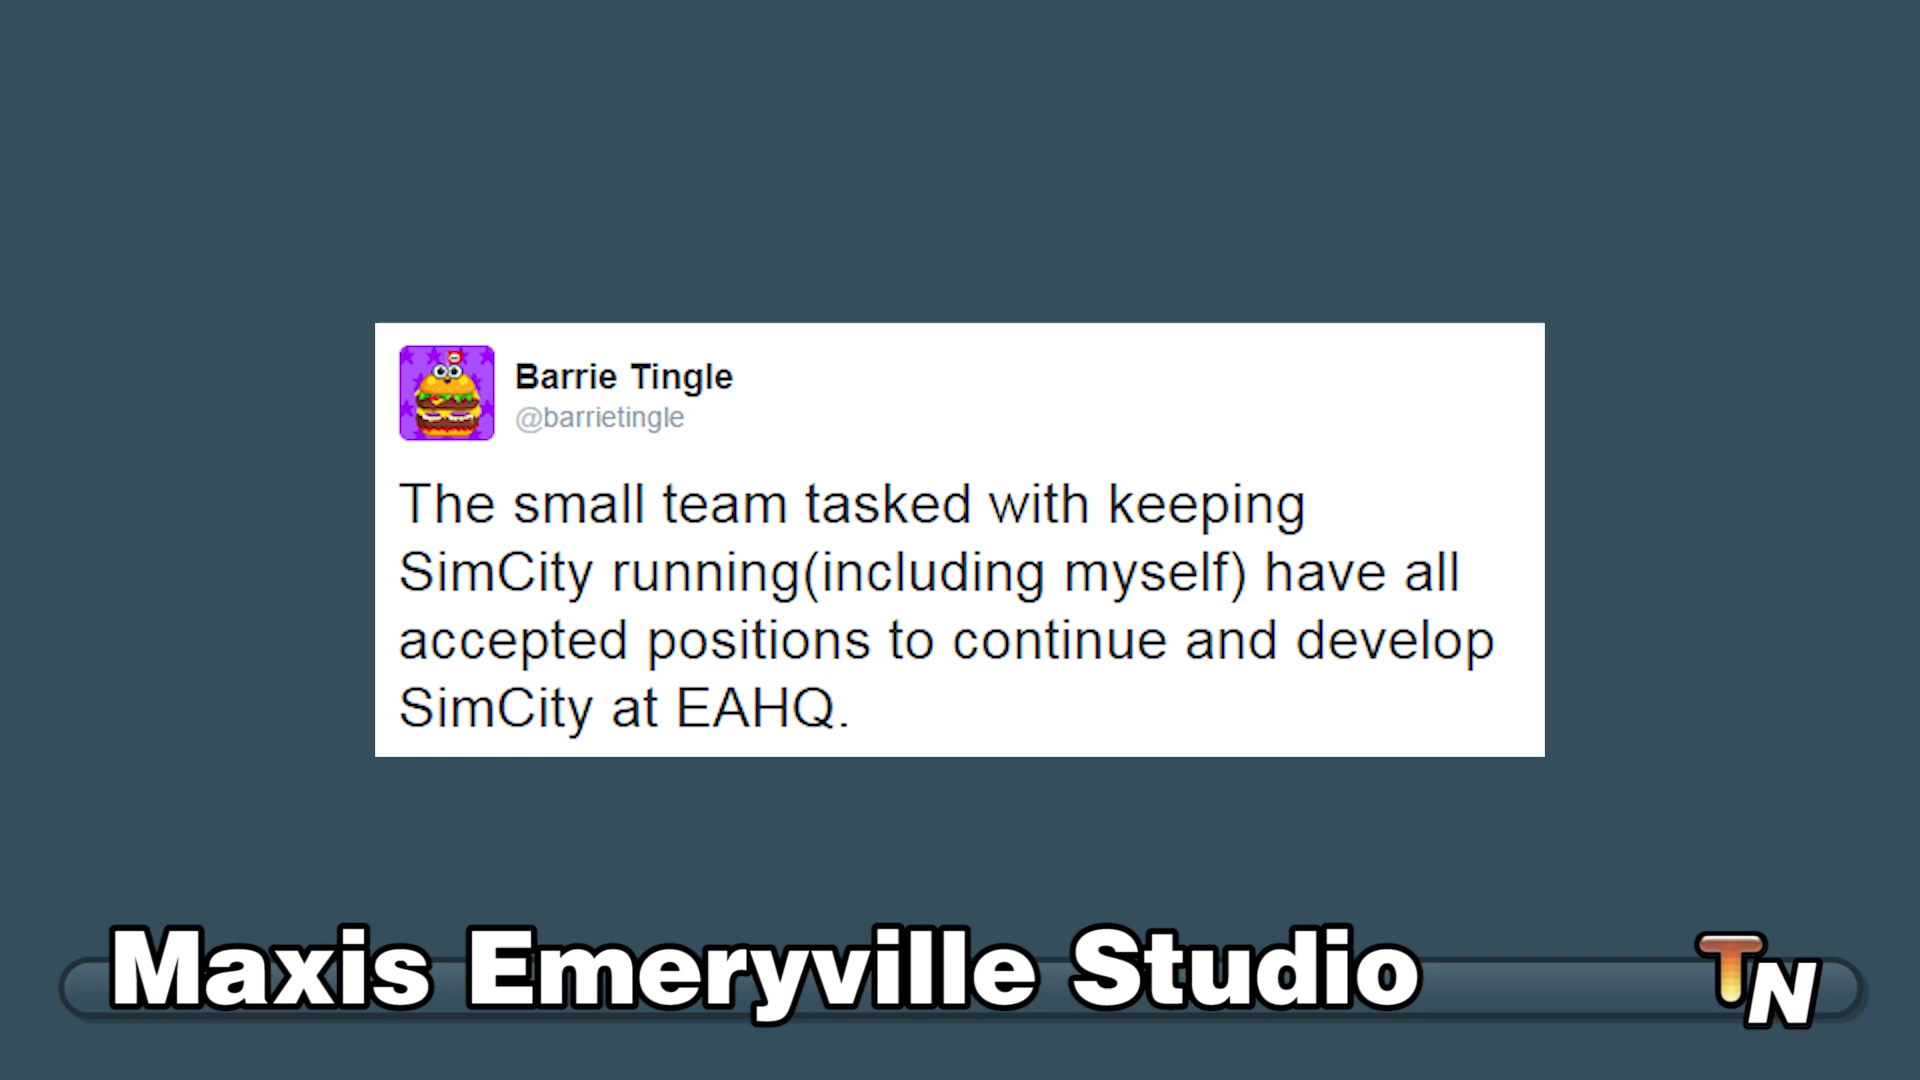 Barrie Tingle
@barrietingle
The small team tasked with keeping
SimCity running(including myself) have all
accepted positions to continue and develop
SimCity at EAHQ.
Maxis Emeryville Studio
TN